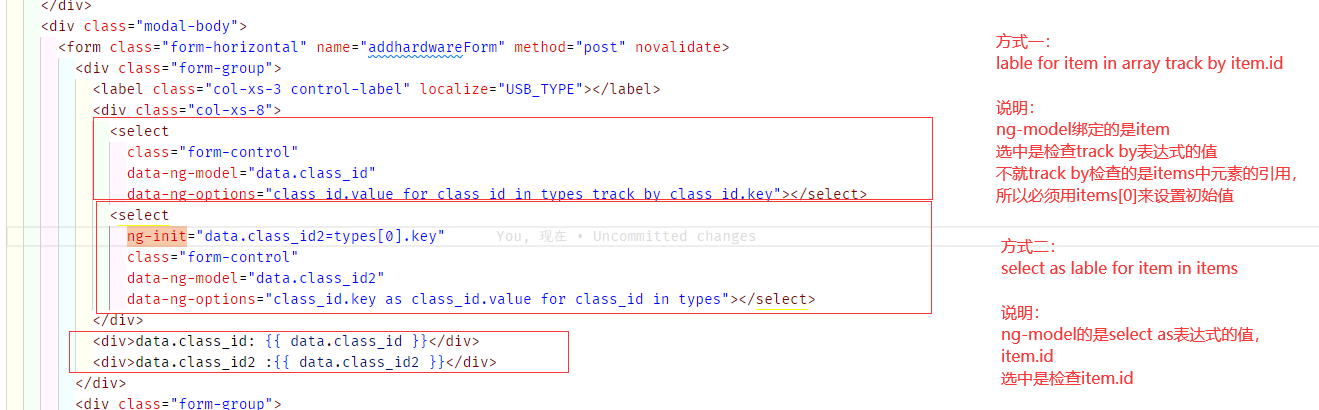 </div>
<div class="modal-body">
<form class="form-horizontal" name="addhardwareForm" method="post" novalidate>
<div class="form-group">
<label class="col-xs-3 control-label" localize="USB_TYPE"></label>
<div class="col-xs-8">
<select
class="form-control"
data-ng-model="data.class_id"
data-ng-options="class_id.value for class_id in types track by class_id.key"></select>
<select
ng-init="data.class_id2=types[0].key" You, 现在 • Uncommitted changes
class="form-control"
data-ng-model="data.class_id2"
data-ng-options="class_id.key as class_id.value for class_id in types"></select>
</div>
<div>data.class_id: {{ data.class_id }}</div>
<div>data.class_id2 :{{ data.class_id2 }}</div>
</div>
<div class="form-group">
方式一:
lable for item in array track by item.id
说明:
ng-model绑定的是item
选中是检查track by表达式的值
不就track by检查的是items中元素的引用，
所以必须用items[0]来设置初始值
方式二:
select as lable for item in items
说明:
ng-model的是select as表达式的值，
item.id
选中是检查item.id